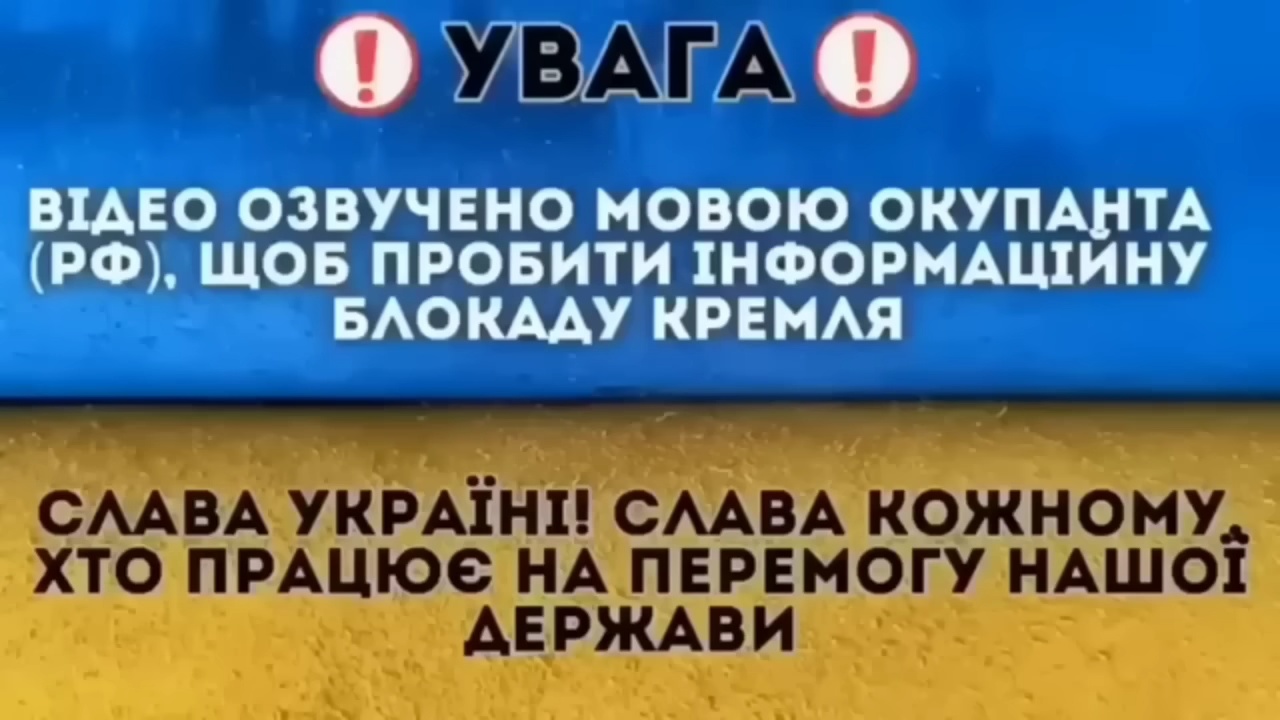 УВАГА
ВІДЕО ОЗВУЧЕНО МОВОЮ ОКУПАНТА
(РФ), ЩОБ ПРОБИТИ ІНФОРМАЦІЙНУ
БЛОКАДУ КРЕМЛЯ
СЛАВА УКРАЇНІ! СЛАВА КОЖНОМУ,
ХТО ПРАЦЮЄ НА ПЕРЕМОГУ НАШОЇ
ДЕРЖАВИ